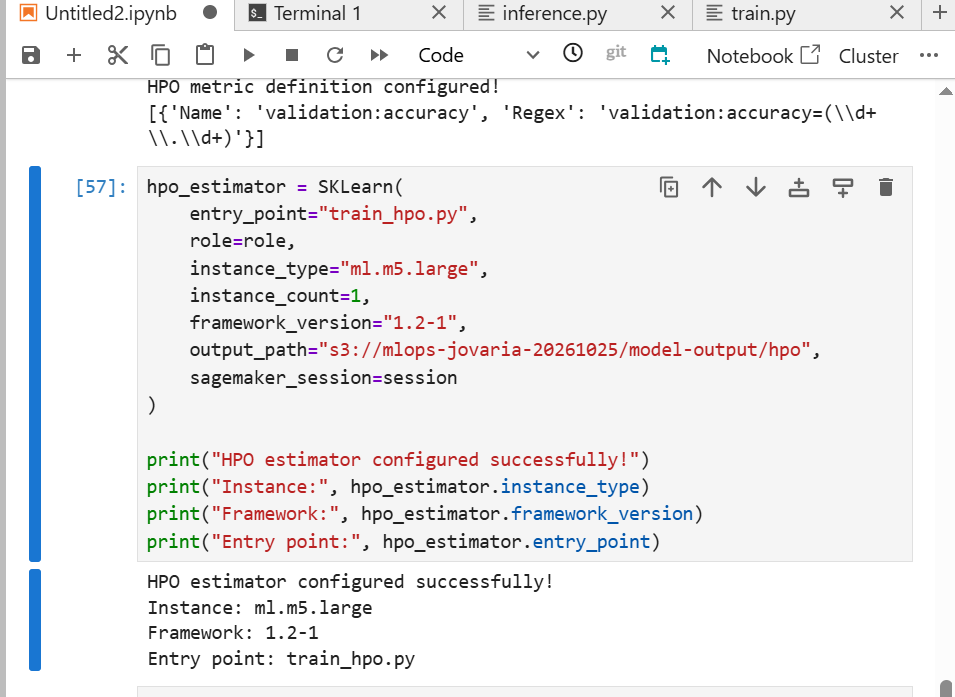 Untitled2.ipynb
Terminal 1
inference.py
train.py
Code
git
Notebook
Cluster
HPO metric definition configured!
[{'Name': 'validation:accuracy', 'Regex': 'validation:accuracy=(\\d+
\\.\\d+)'}]
[57]:
hpo_estimator = SKLearn(
    entry_point="train_hpo.py",
    role=role,
    instance_type="ml.m5.large",
    instance_count=1,
    framework_version="1.2-1",
    output_path="s3://mlops-jovaria-20261025/model-output/hpo",
    sagemaker_session=session
)
print("HPO estimator configured successfully!")
print("Instance:", hpo_estimator.instance_type)
print("Framework:", hpo_estimator.framework_version)
print("Entry point:", hpo_estimator.entry_point)
HPO estimator configured successfully!
Instance: ml.m5.large
Framework: 1.2-1
Entry point: train_hpo.py